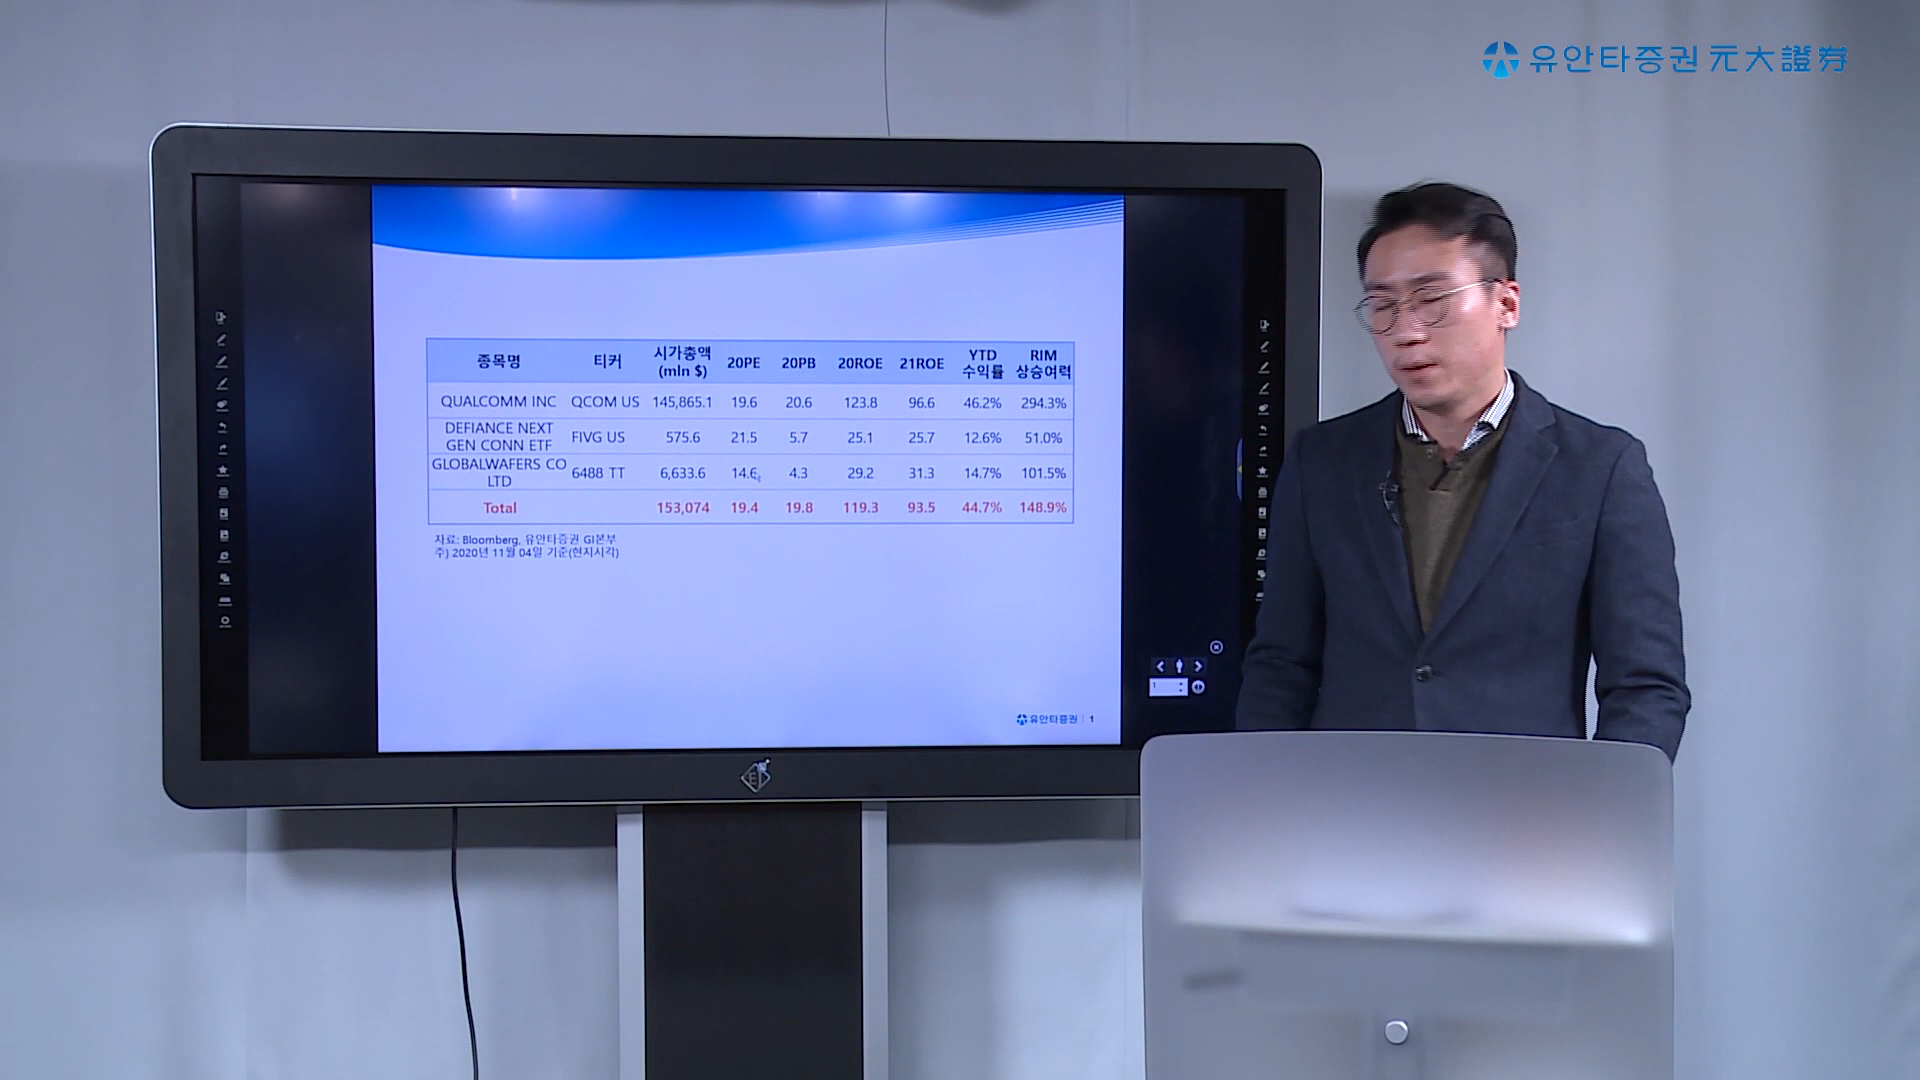 유안타증권 元大證券
종목명 티커 시가총액 (mln $) 20PE 20PB 20ROE 21ROE YTD 수익률 RIM 상승여력
QUALCOMM INC QCOM US 145,865.1 19.6 20.6 123.8 96.6 46.2% 294.3%
DEFIANCE NEXT GEN CONN ETF FIVG US 575.6 21.5 5.7 25.1 25.7 12.6% 51.0%
GLOBALWAFERS CO LTD 6488 TT 6,633.6 14.6 4.3 29.2 31.3 14.7% 101.5%
Total 153,074 19.4 19.8 119.3 93.5 44.7% 148.9%
자료: Bloomberg, 유안타증권 GI본부
주) 2020년 11월 04일 기준(현지시각)
유안타증권 | 1
1